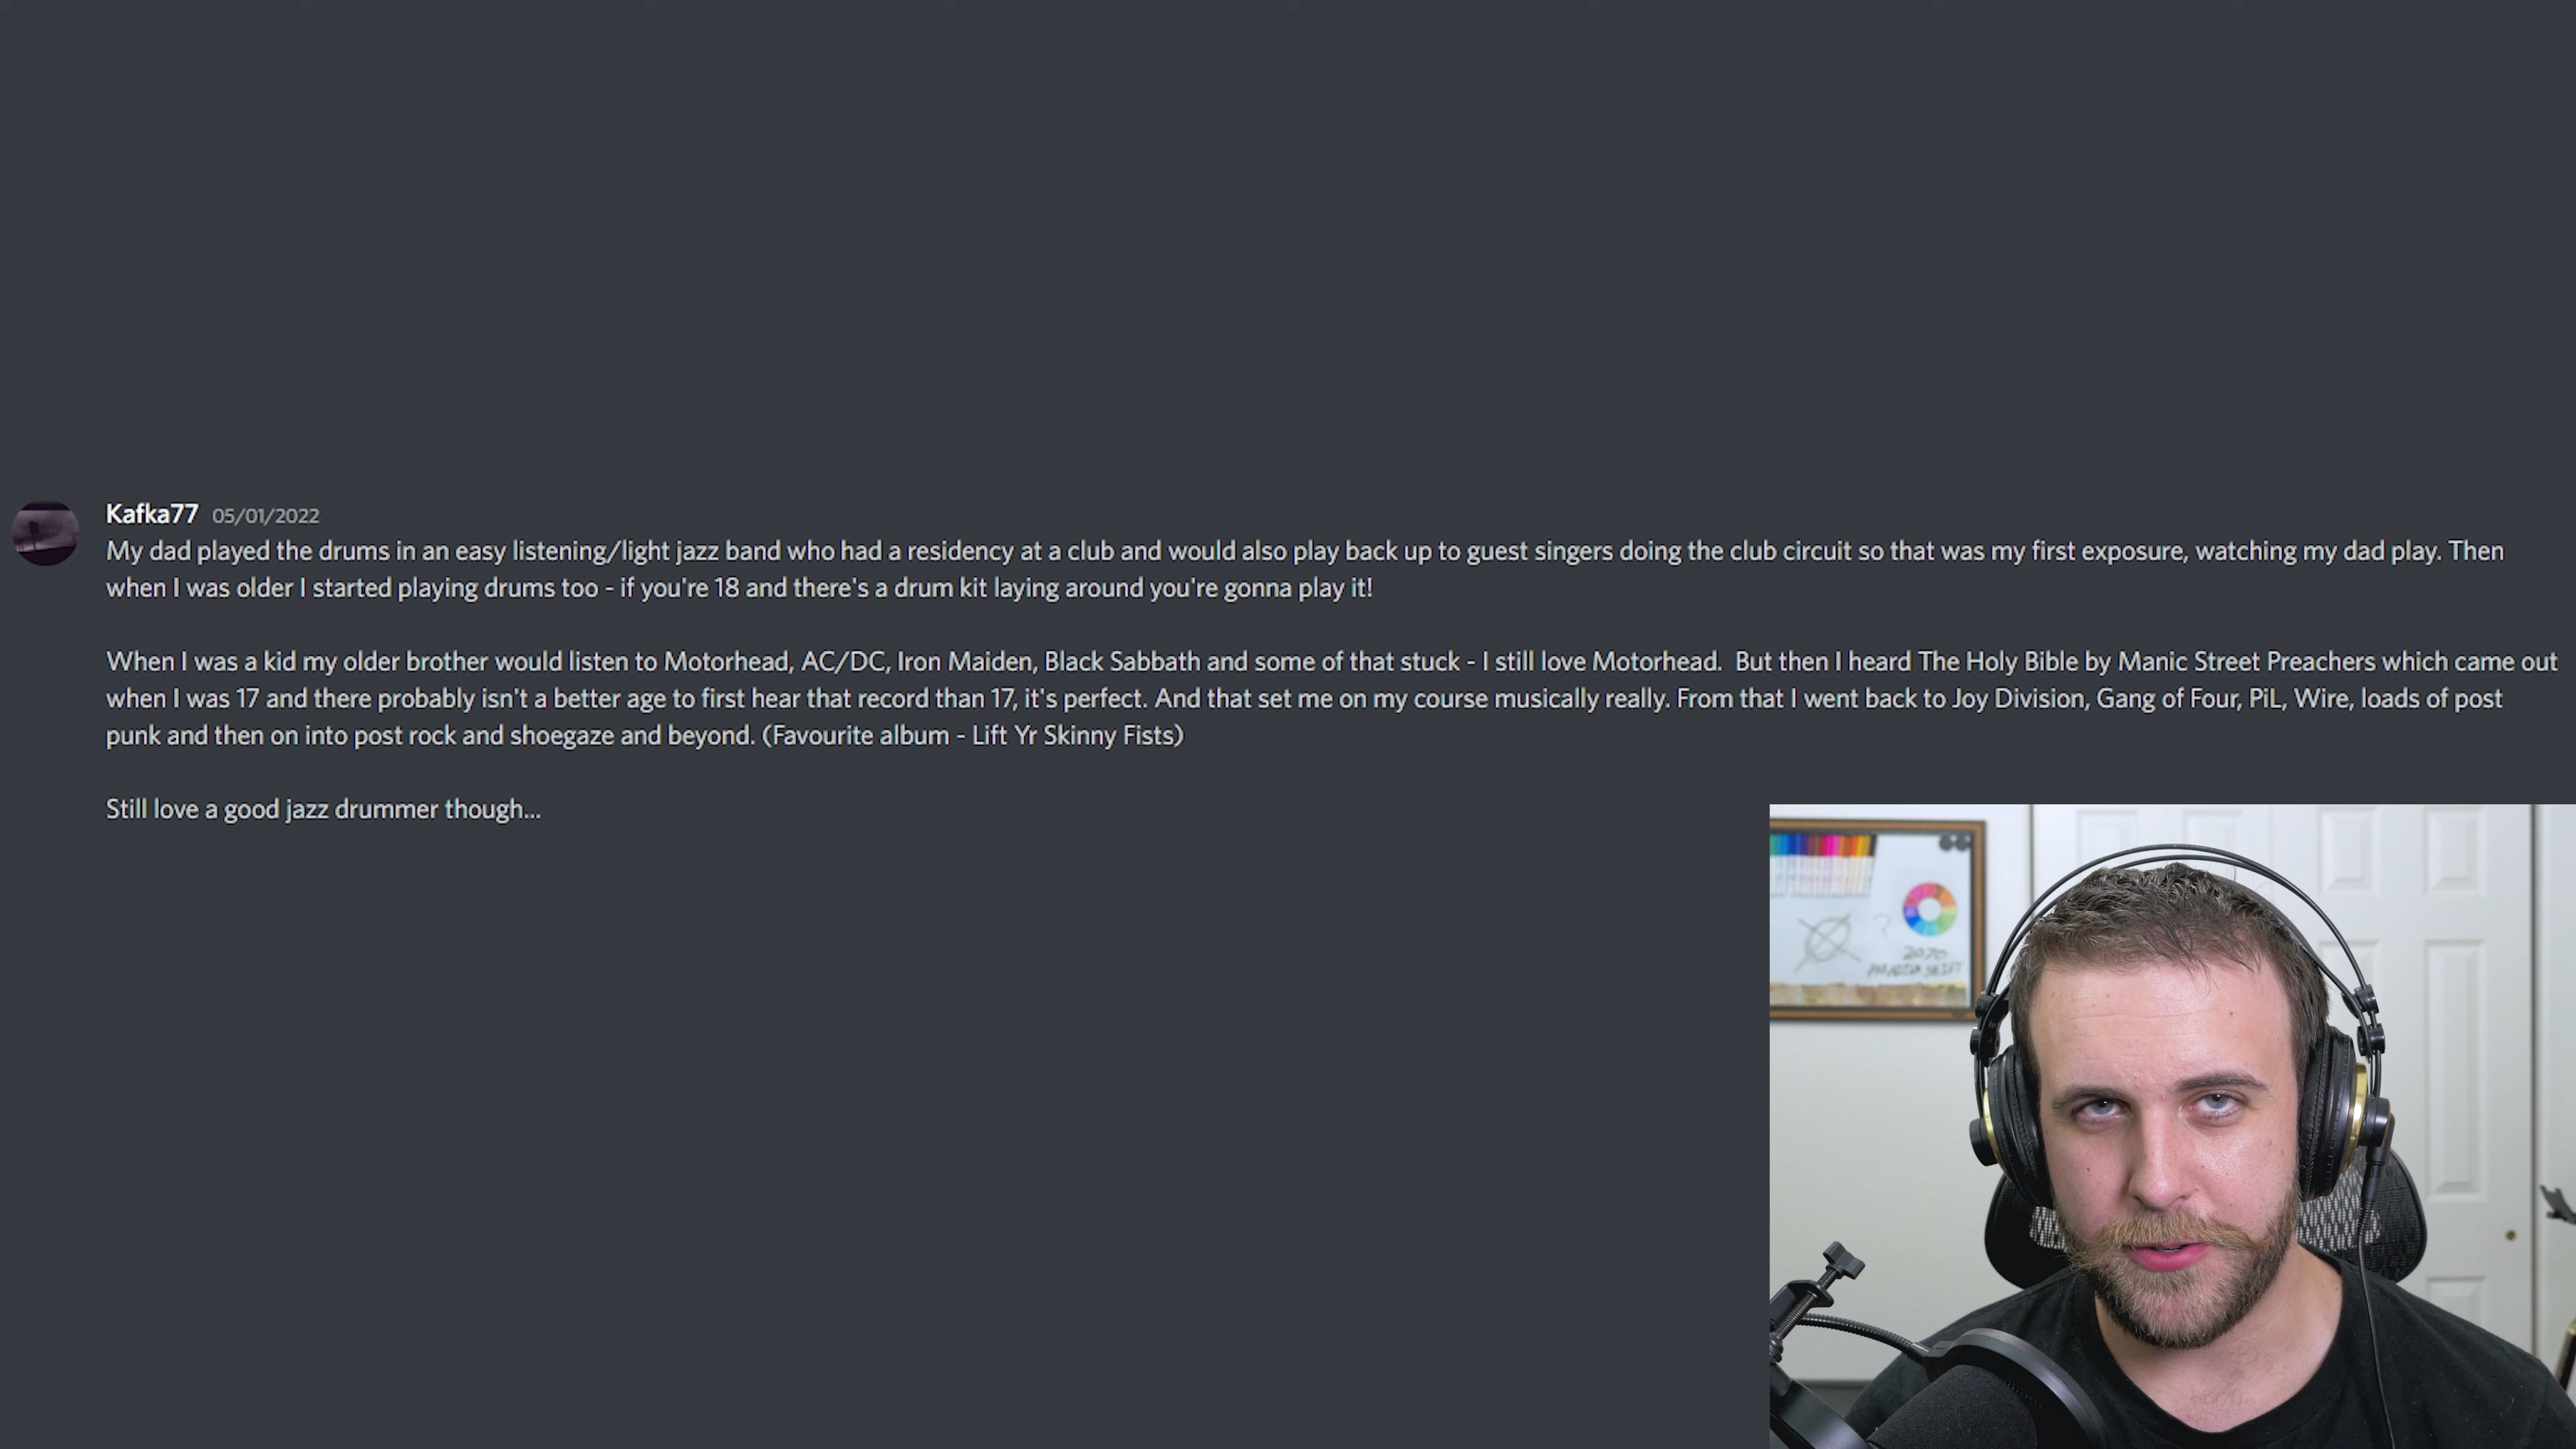 Kafka77 05/01/2022
My dad played the drums in an easy listening/light jazz band who had a residency at a club and would also play back up to guest singers doing the club circuit so that was my first exposure, watching my dad play. Then
when I was older I started playing drums too - if you're 18 and there's a drum kit laying around you're gonna play it!
When I was a kid my older brother would listen to Motorhead, AC/DC, Iron Maiden, Black Sabbath and some of that stuck - I still love Motorhead.  But then I heard The Holy Bible by Manic Street Preachers which came out
when I was 17 and there probably isn't a better age to first hear that record than 17, it's perfect. And that set me on my course musically really. From that I went back to Joy Division, Gang of Four, PiL, Wire, loads of post
punk and then on into post rock and shoegaze and beyond. (Favourite album - Lift Yr Skinny Fists)
Still love a good jazz drummer though...
?